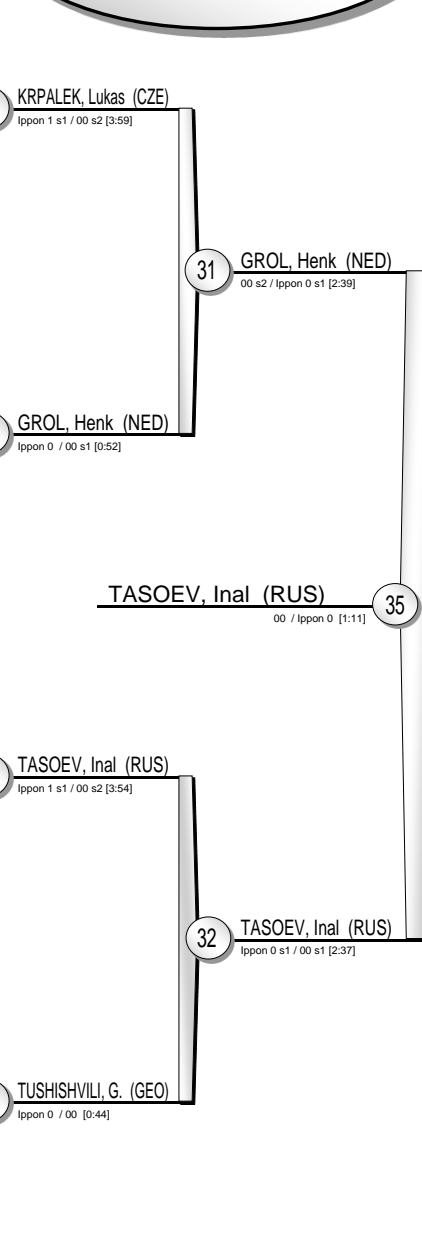 KRPALEK, Lukas (CZE)
Ippon 1 s1 / 00 s2 [3:59]
31
GROL, Henk (NED)
00 s2 / Ippon 0 s1 [2:39]
GROL, Henk (NED)
Ippon 0 / 00 s1 [0:52]
TASOEV, Inal (RUS)
35
00 / Ippon 0 [1:11]
TASOEV, Inal (RUS)
Ippon 1 s1 / 00 s2 [3:54]
32
TASOEV, Inal (RUS)
Ippon 0 s1 / 00 s1 [2:37]
TUSHISHVILI, G. (GEO)
Ippon 0 / 00 [0:44]